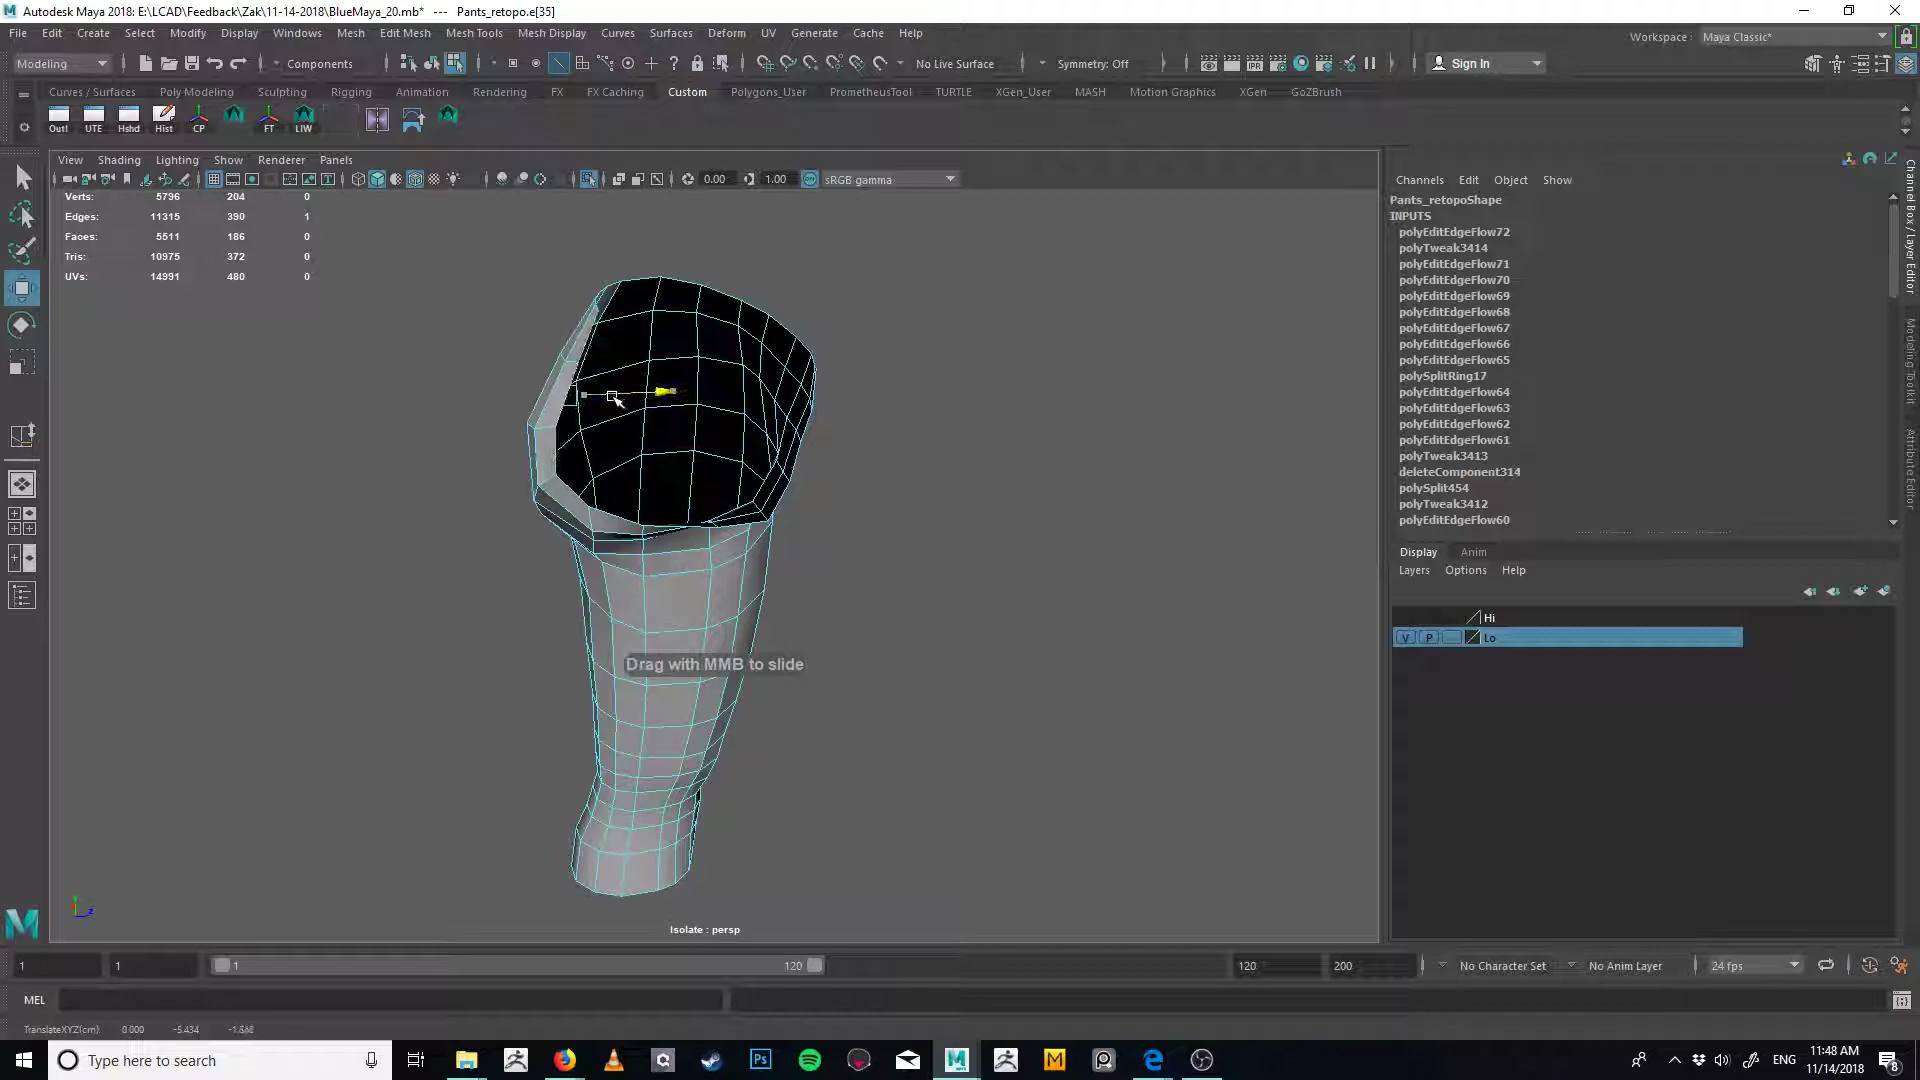 Autodesk Maya 2018: E:\LCAD\Feedback\Zak\11-14-2018\BlueMaya_20.mb* --- Pants_retopo.e[35]
File Edit Create Select Modify Display Windows Mesh Edit Mesh Mesh Tools Mesh Display Curves Surfaces Deform UV Generate Cache Help
Workspace : Maya Classic*
Modeling Components No Live Surface Symmetry: Off Sign In
Curves / Surfaces Poly Modeling Sculpting Rigging Animation Rendering FX FX Caching Custom Polygons_User PrometheusTool TURTLE XGen_User MASH Motion Graphics XGen GoZBrush
Outl UTE Hshd Hist CP FT LIW
View Shading Lighting Show Renderer Panels
0.00 1.00 sRGB gamma
Verts: 5796 204 0
Edges: 11315 390 1
Faces: 5511 186 0
Tris: 10975 372 0
UVs: 14991 480 0
Drag with MMB to slide
Isolate : persp
Channels Edit Object Show
Pants_retopoShape
INPUTS
polyEditEdgeFlow72
polyTweak3414
polyEditEdgeFlow71
polyEditEdgeFlow70
polyEditEdgeFlow69
polyEditEdgeFlow68
polyEditEdgeFlow67
polyEditEdgeFlow66
polyEditEdgeFlow65
polySplitRing17
polyEditEdgeFlow64
polyEditEdgeFlow63
polyEditEdgeFlow62
polyEditEdgeFlow61
polyTweak3413
deleteComponent314
polySplit454
polyTweak3412
polyEditEdgeFlow60
Display Anim
Layers Options Help
Hi
V P Lo
Channel Box / Layer Editor
Modeling Toolkit
Attribute Editor
1 1 1 120 120 200 No Character Set No Anim Layer 24 fps
MEL
TranslateXYZ(cm): 0.000 -5.434
Type here to search
ENG
11:48 AM
11/14/2018
8